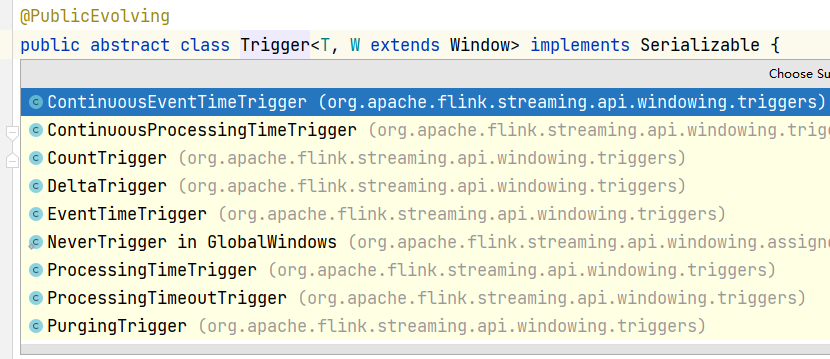 @PublicEvolving
public abstract class Trigger<T, W extends Window> implements Serializable {
Choose Su
ContinuousEventTimeTrigger (org.apache.flink.streaming.api.windowing.triggers)
ContinuousProcessingTimeTrigger (org.apache.flink.streaming.api.windowing.trigg
CountTrigger (org.apache.flink.streaming.api.windowing.triggers)
DeltaTrigger (org.apache.flink.streaming.api.windowing.triggers)
EventTimeTrigger (org.apache.flink.streaming.api.windowing.triggers)
NeverTrigger in GlobalWindows (org.apache.flink.streaming.api.windowing.assigne
ProcessingTimeTrigger (org.apache.flink.streaming.api.windowing.triggers)
ProcessingTimeoutTrigger (org.apache.flink.streaming.api.windowing.triggers)
PurgingTrigger (org.apache.flink.streaming.api.windowing.triggers)